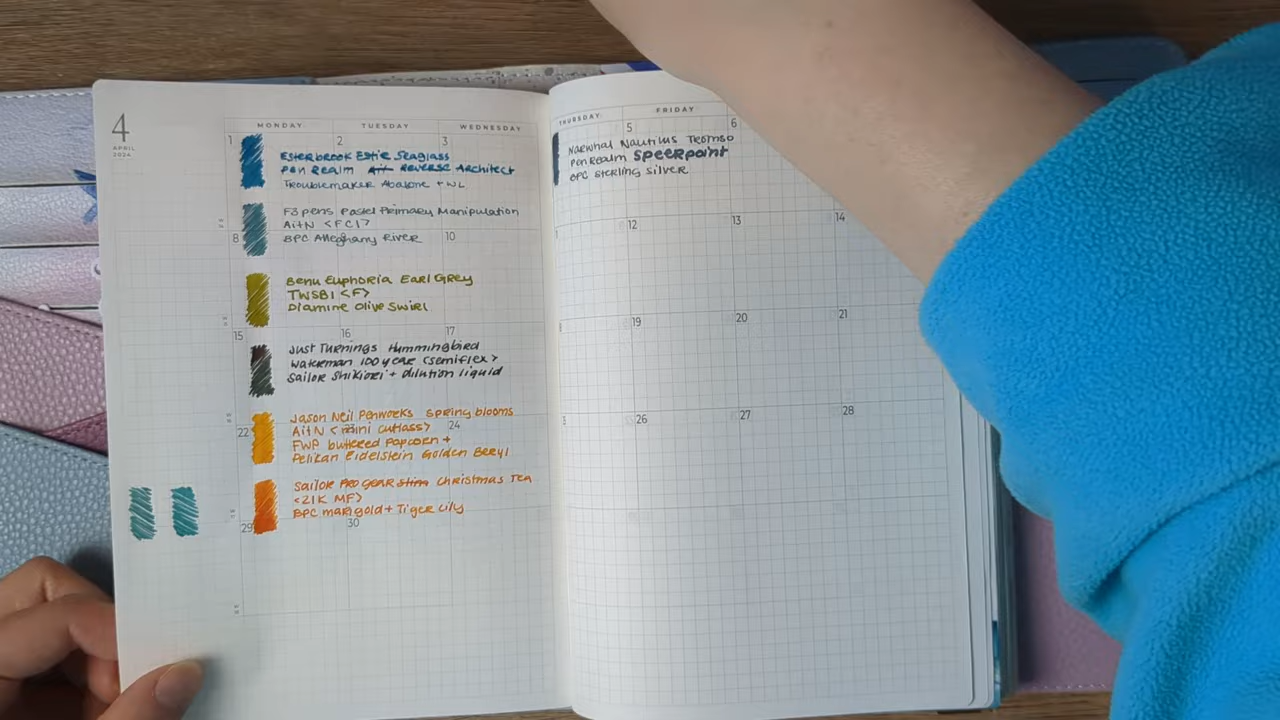 4
APRIL
2024
MONDAY TUESDAY WEDNESDAY
1 2 3
Esterbrook Estie Seaglass
Pen Realm Ait Reverse Architect
Troublemaker Abalone + WL
F3 pens Pastel Primary Manipulation
AitN <FC1>
8 BPC Alleghany River 10
Benu Euphoria Earl Grey
TWSBI <F>
Diamine Olive Swirl
15 16 17
Just Turnings Hummingbird
Waterman 100 year <semiflex>
Sailor Shikiori + dilution liquid
Jason Neil Penworks Spring blooms
22 AitN <mini cutlass> 24
FWP buttered popcorn +
Pelikan Eidelstein Golden Beryl
Sailor PRO GEAR slim Christmas Tea
<21K MF>
BPC marigold + Tiger Lily
29 30
THURSDAY FRIDAY
5 6
Narwhal Nautilus Tromso
Pen Realm Speerpoint
BPC Sterling Silver
12 13 14
19 20 21
26 27 28